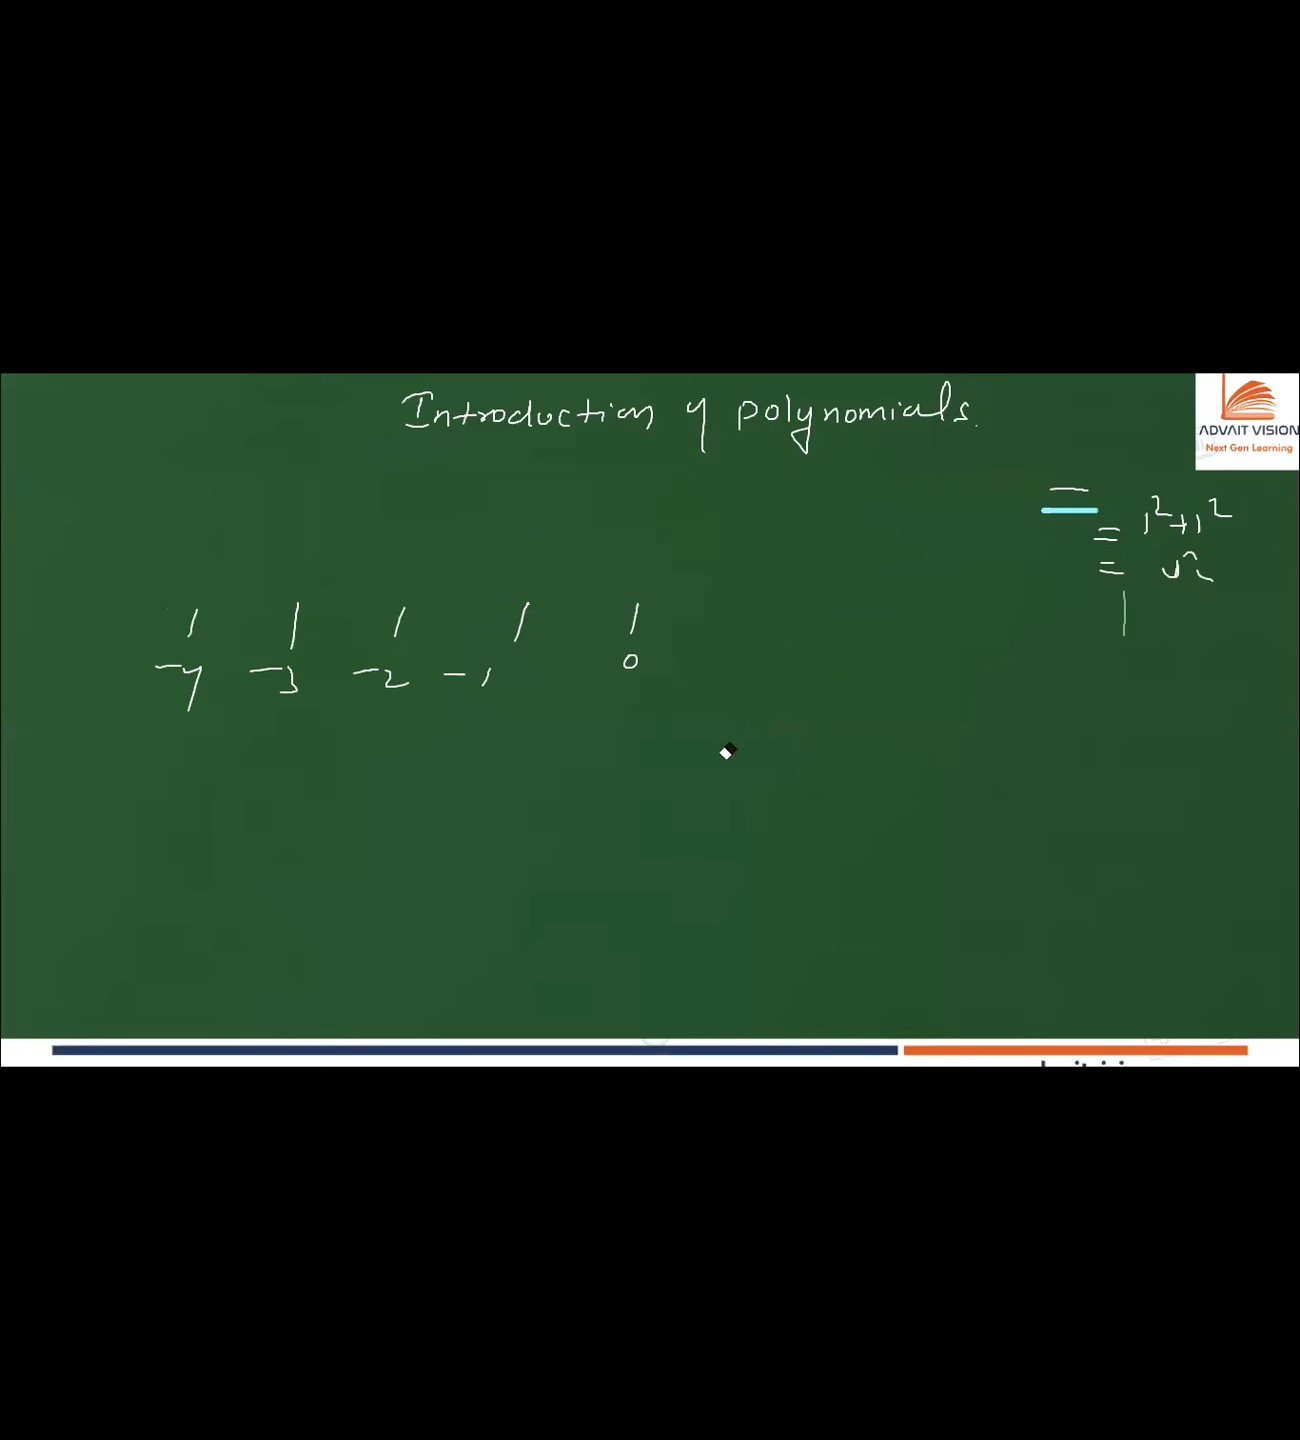 Introduction of polynomials.
ADVAIT VISION
Next Gen Learning
= 1²+1²
= √2
-4 -3 -2 -1 0